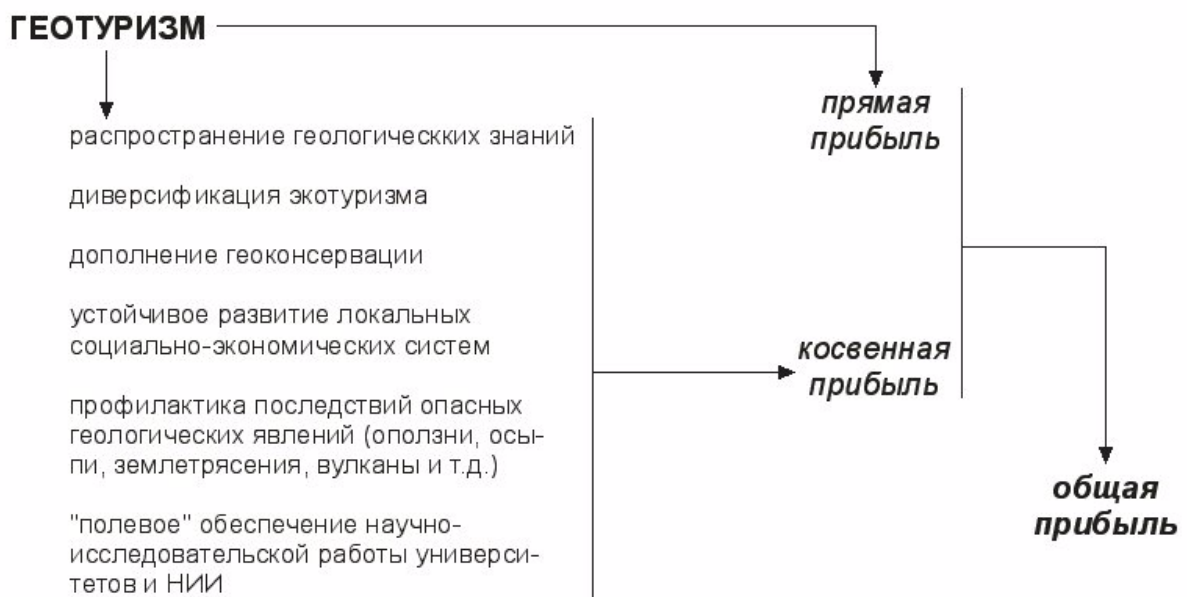 ГЕОТУРИЗМ
распространение геологическких знаний
диверсификация экотуризма
дополнение геоконсервации
устойчивое развитие локальных
социально-экономических систем
профилактика последствий опасных
геологических явлений (оползни, осы-
пи, землетрясения, вулканы и т.д.)
"полевое" обеспечение научно-
исследовательской работы универси-
тетов и НИИ
прямая
прибыль
косвенная
прибыль
общая
прибыль